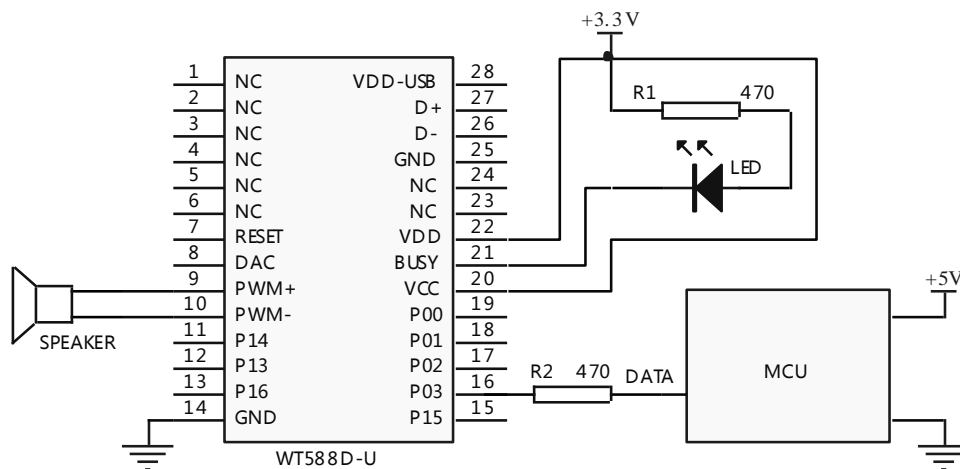 +3.3V
1 NC VDD-USB 28
2 NC D+ 27
3 NC D- 26
4 NC GND 25
5 NC NC 24
6 NC NC 23
7 RESET VDD 22
8 DAC BUSY 21
9 PWM+ VCC 20
10 PWM- P00 19
11 P14 P01 18
12 P13 P02 17
13 P16 P03 16
14 GND P15 15
WT588D-U
SPEAKER
R1 470
LED
+5V
R2 470 DATA
MCU